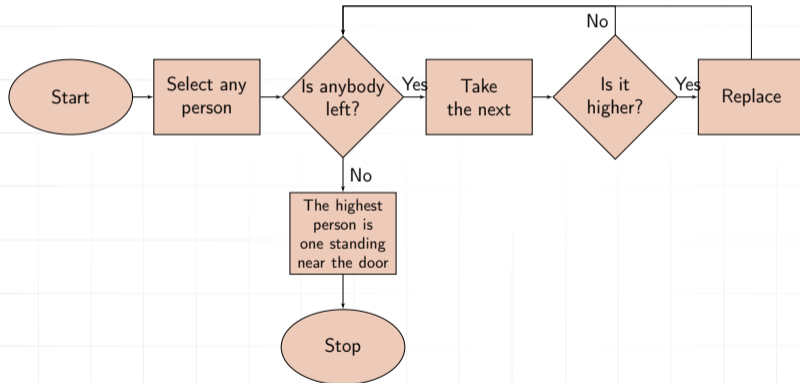 Start
Select any
person
Is anybody
left?
Yes
Take
the next
No
Is it
higher?
Yes
Replace
No
The highest
person is
one standing
near the door
Stop